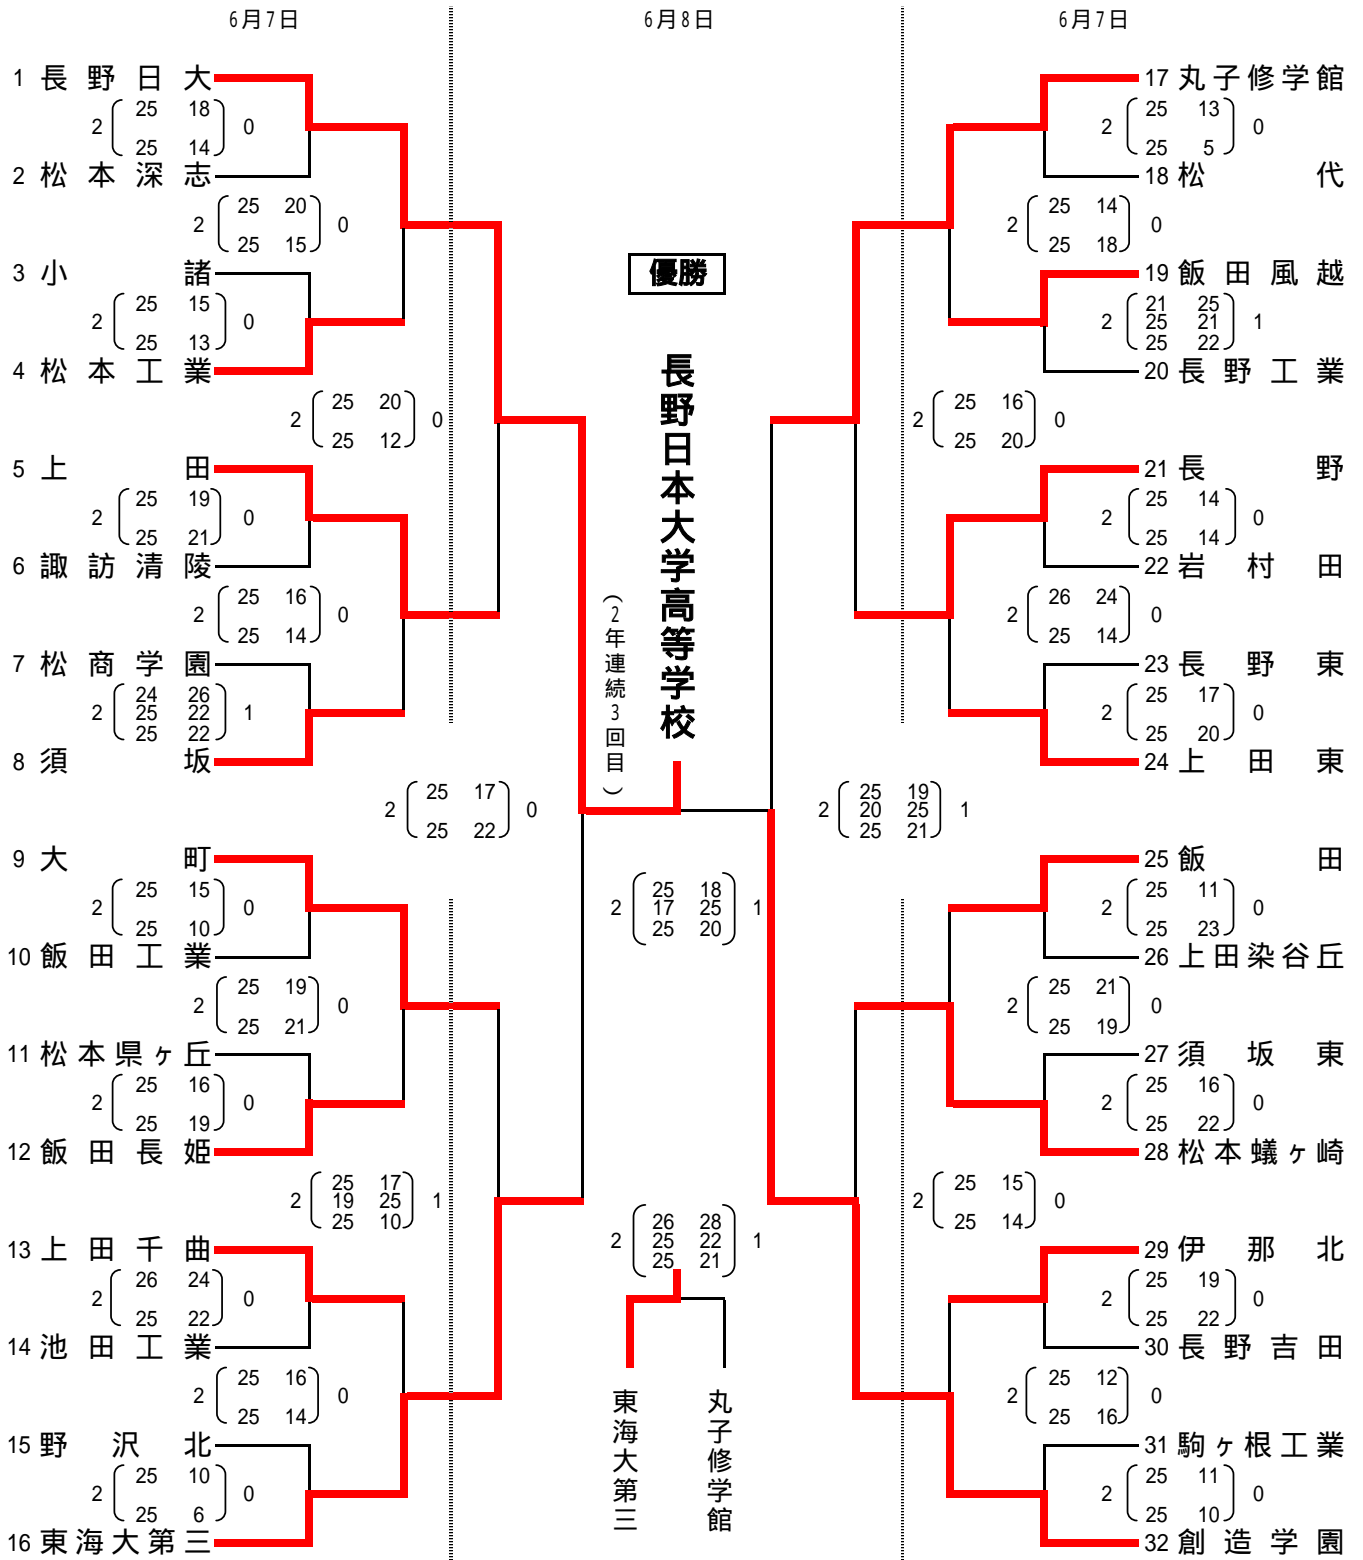 6月7日
6月8日
6月7日
1 長野日大
2 ( 25 18 ) 0
25 14
2 松本深志
2 ( 25 20 ) 0
25 15
3 小諸
2 ( 25 15 ) 0
25 13
4 松本工業
2 ( 25 20 ) 0
25 12
5 上田
2 ( 25 19 ) 0
25 21
6 諏訪清陵
2 ( 25 16 ) 0
25 14
7 松商学園
24 26
2 ( 25 22 ) 1
25 22
8 須坂
2 ( 25 17 ) 0
25 22
9 大町
2 ( 25 15 ) 0
25 10
10 飯田工業
2 ( 25 19 ) 0
25 21
11 松本県ヶ丘
2 ( 25 16 ) 0
25 19
12 飯田長姫
25 17
2 ( 19 25 ) 1
25 10
13 上田千曲
2 ( 26 24 ) 0
25 22
14 池田工業
2 ( 25 16 ) 0
25 14
15 野沢北
2 ( 25 10 ) 0
25 6
16 東海大第三
優勝
長野日本大学高等学校
(2年連続3回目)
25 18
2 ( 17 25 ) 1
25 20
26 28
2 ( 25 22 ) 1
25 21
東海大第三
丸子修学館
17 丸子修学館
2 ( 25 13 ) 0
25 5
18 松代
2 ( 25 14 ) 0
25 18
19 飯田風越
21 25
2 ( 25 21 ) 1
25 22
20 長野工業
2 ( 25 16 ) 0
25 20
21 長野
2 ( 25 14 ) 0
25 14
22 岩村田
2 ( 26 24 ) 0
25 14
23 長野東
2 ( 25 17 ) 0
25 20
24 上田東
25 19
2 ( 20 25 ) 1
25 21
25 飯田
2 ( 25 11 ) 0
25 23
26 上田染谷丘
2 ( 25 21 ) 0
25 19
27 須坂東
2 ( 25 16 ) 0
25 22
28 松本蟻ヶ崎
2 ( 25 15 ) 0
25 14
29 伊那北
2 ( 25 19 ) 0
25 22
30 長野吉田
2 ( 25 12 ) 0
25 16
31 駒ヶ根工業
2 ( 25 11 ) 0
25 10
32 創造学園